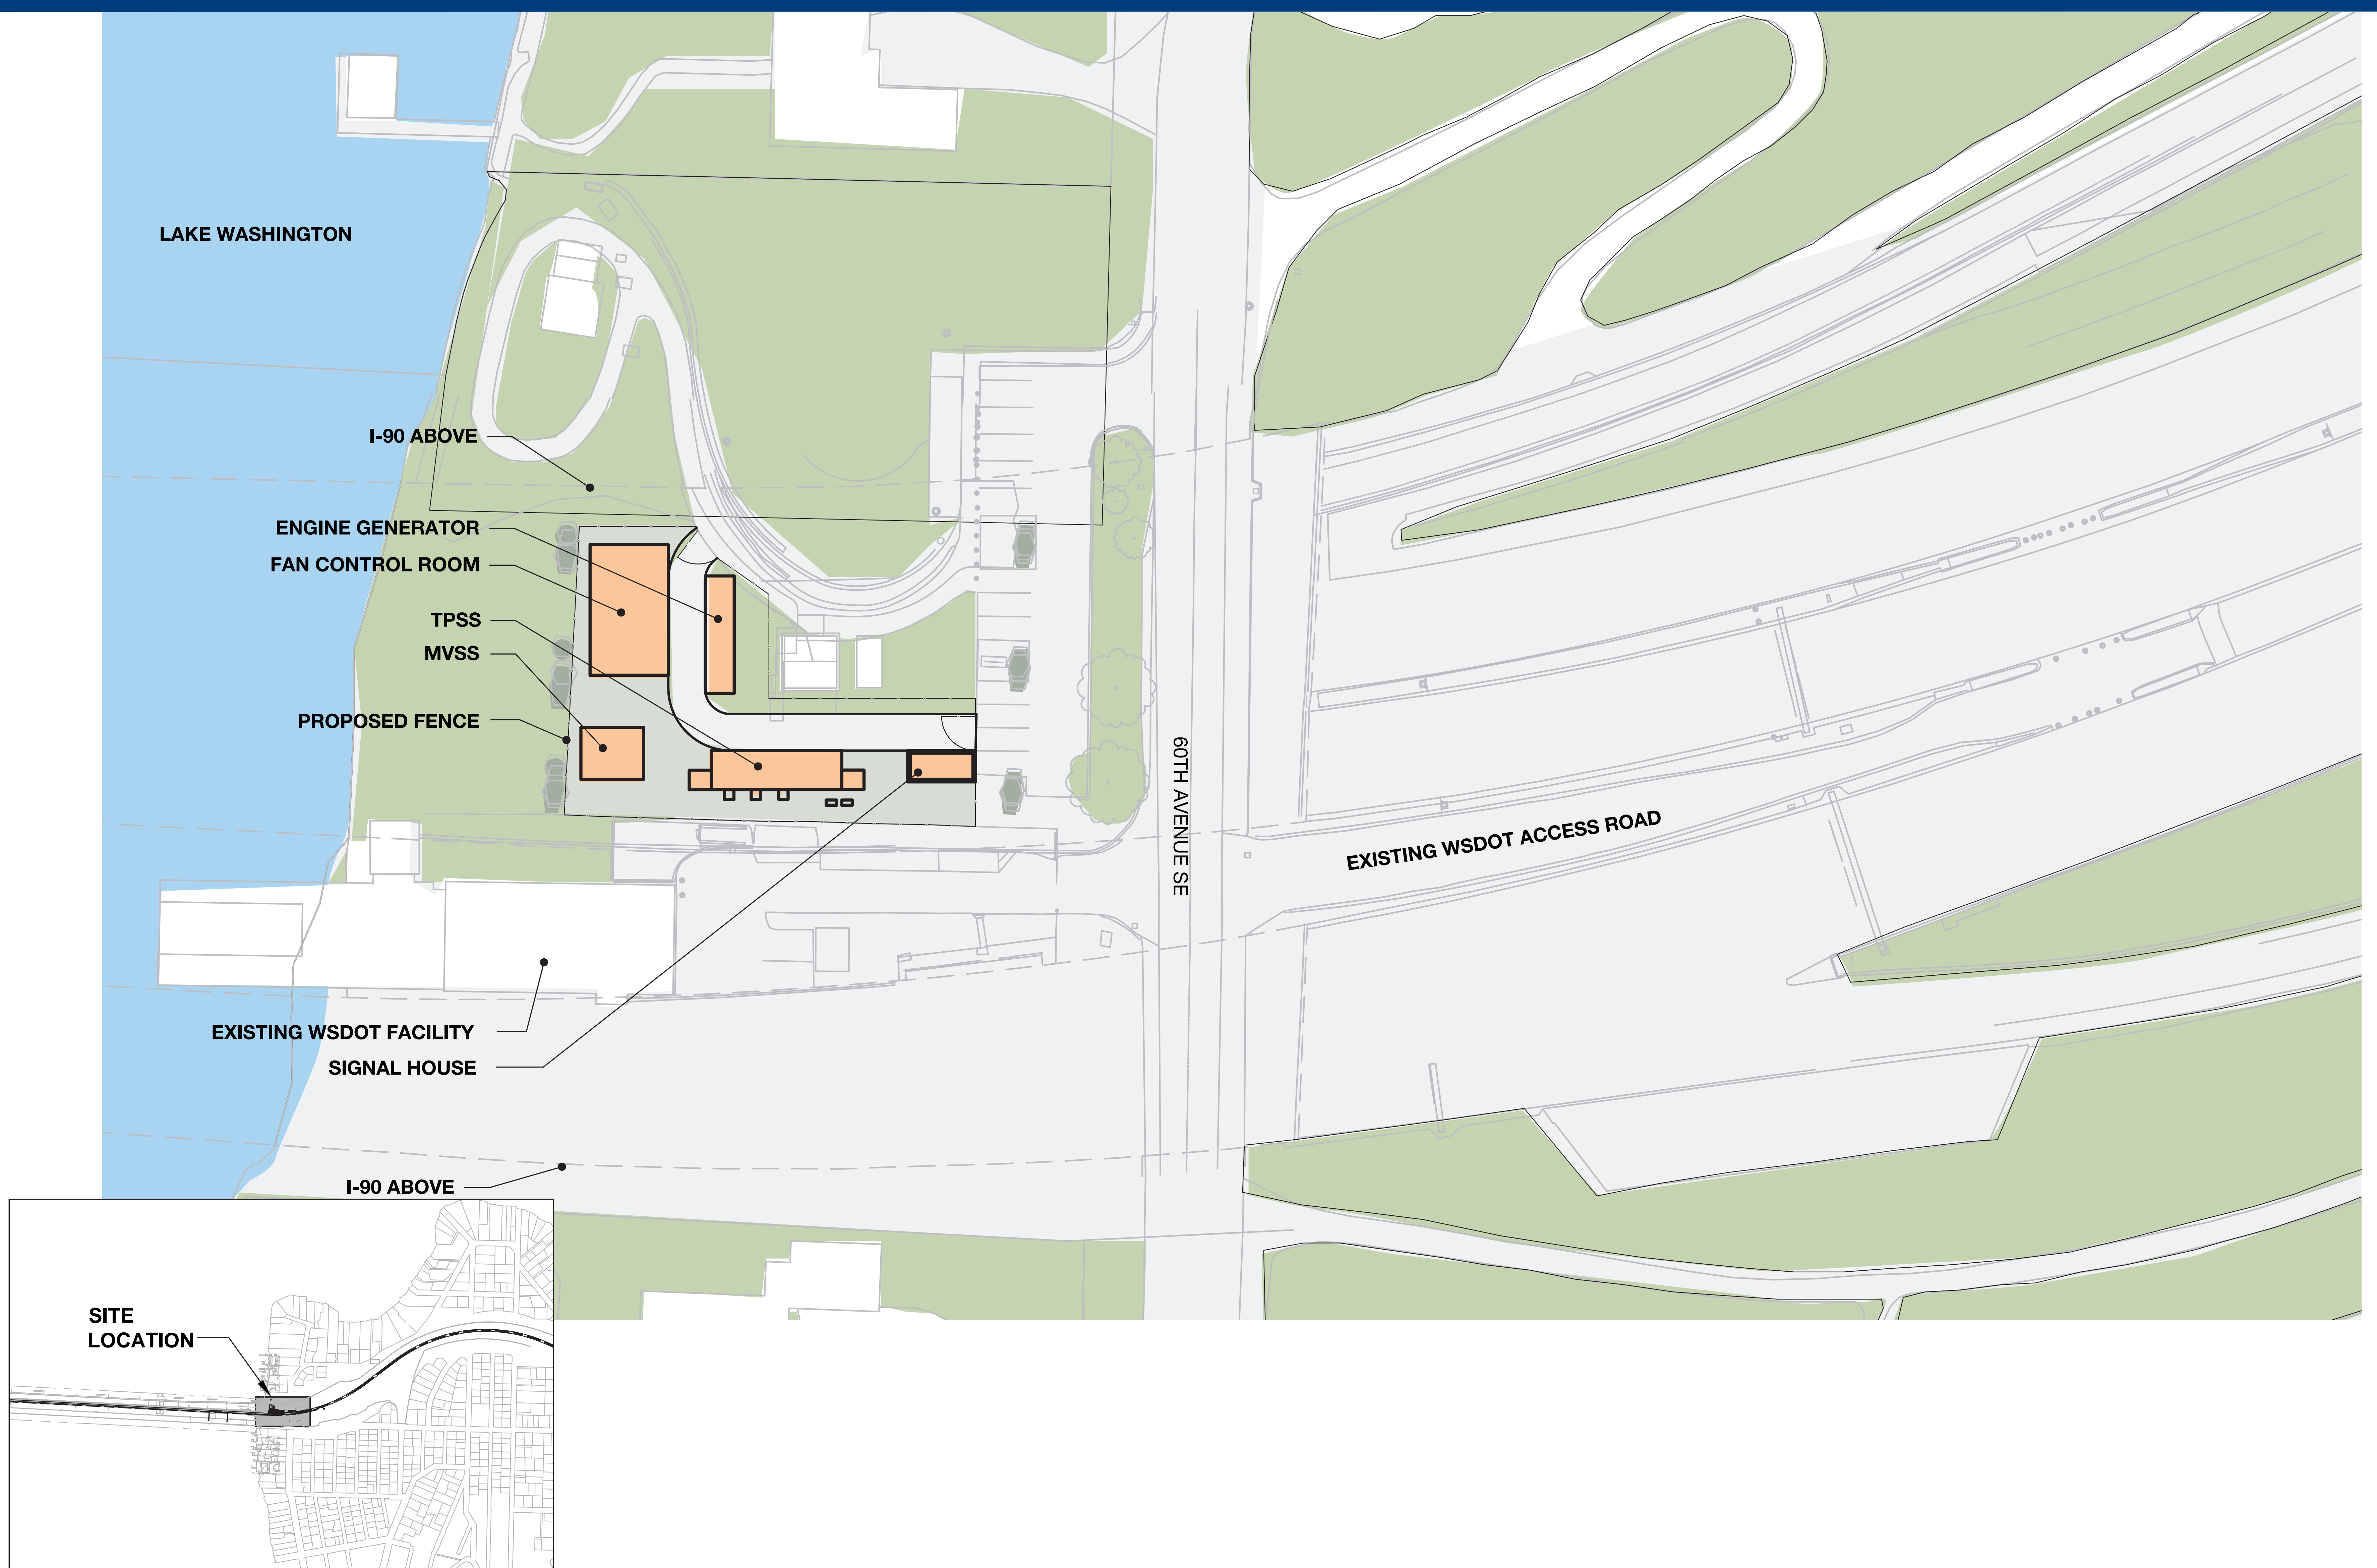 LAKE WASHINGTON
I-90 ABOVE
ENGINE GENERATOR
FAN CONTROL ROOM
TPSS
MVSS
PROPOSED FENCE
60TH AVENUE SE
EXISTING WSDOT ACCESS ROAD
EXISTING WSDOT FACILITY
SIGNAL HOUSE
I-90 ABOVE
SITE
LOCATION